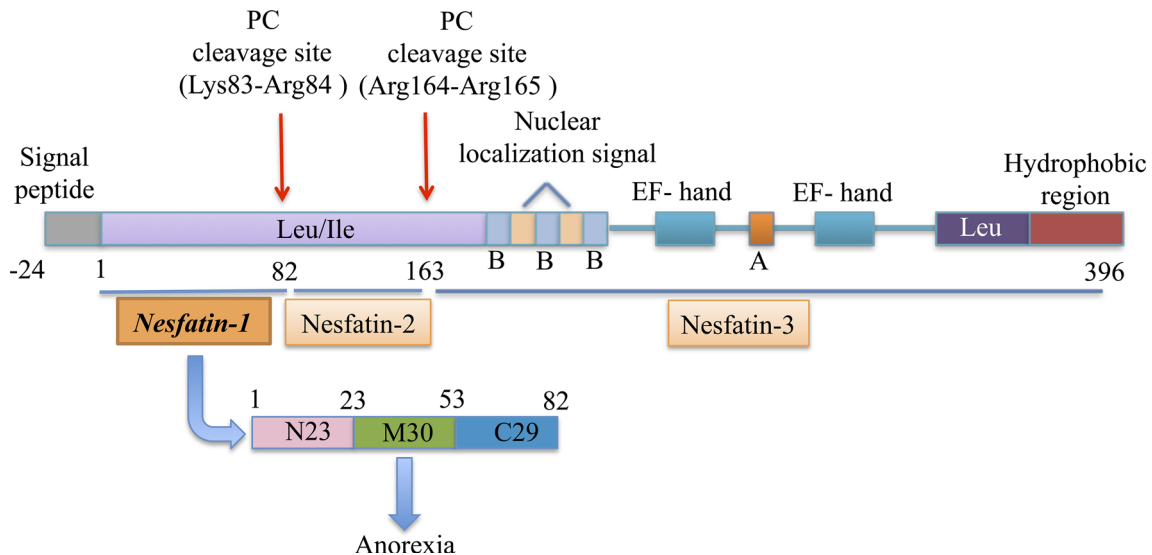 PC
cleavage site
(Lys83-Arg84 )
PC
cleavage site
(Arg164-Arg165 )
Nuclear
localization signal
Signal
peptide
EF- hand
EF- hand
Hydrophobic
region
Leu/Ile
Leu
B
B
B
A
-24
1
82
163
396
Nesfatin-1
Nesfatin-2
Nesfatin-3
1
23
53
82
N23
M30
C29
Anorexia